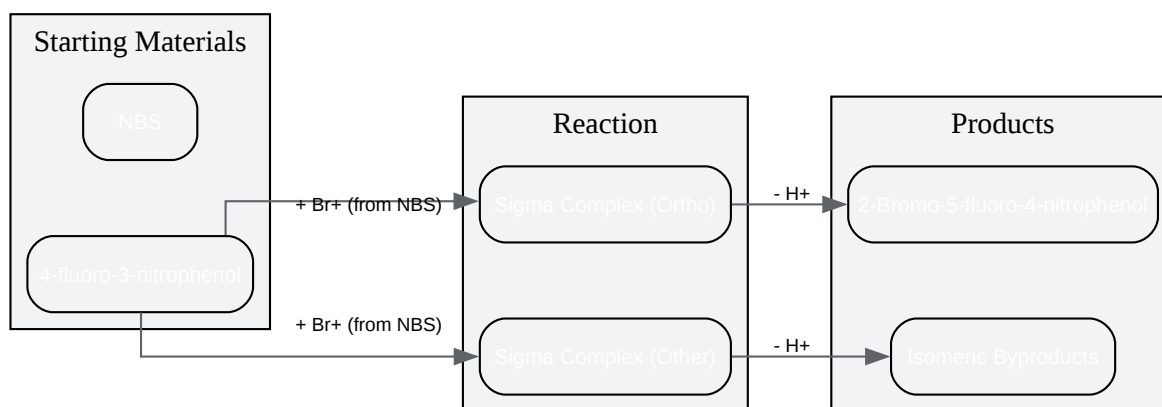 Starting Materials
NBS
4-fluoro-3-nitrophenol
+ Br+ (from NBS)
+ Br+ (from NBS)
Reaction
Sigma Complex (Ortho)
Sigma Complex (Other)
- H+
- H+
Products
2-Bromo-5-fluoro-4-nitrophenol
Isomeric Byproducts